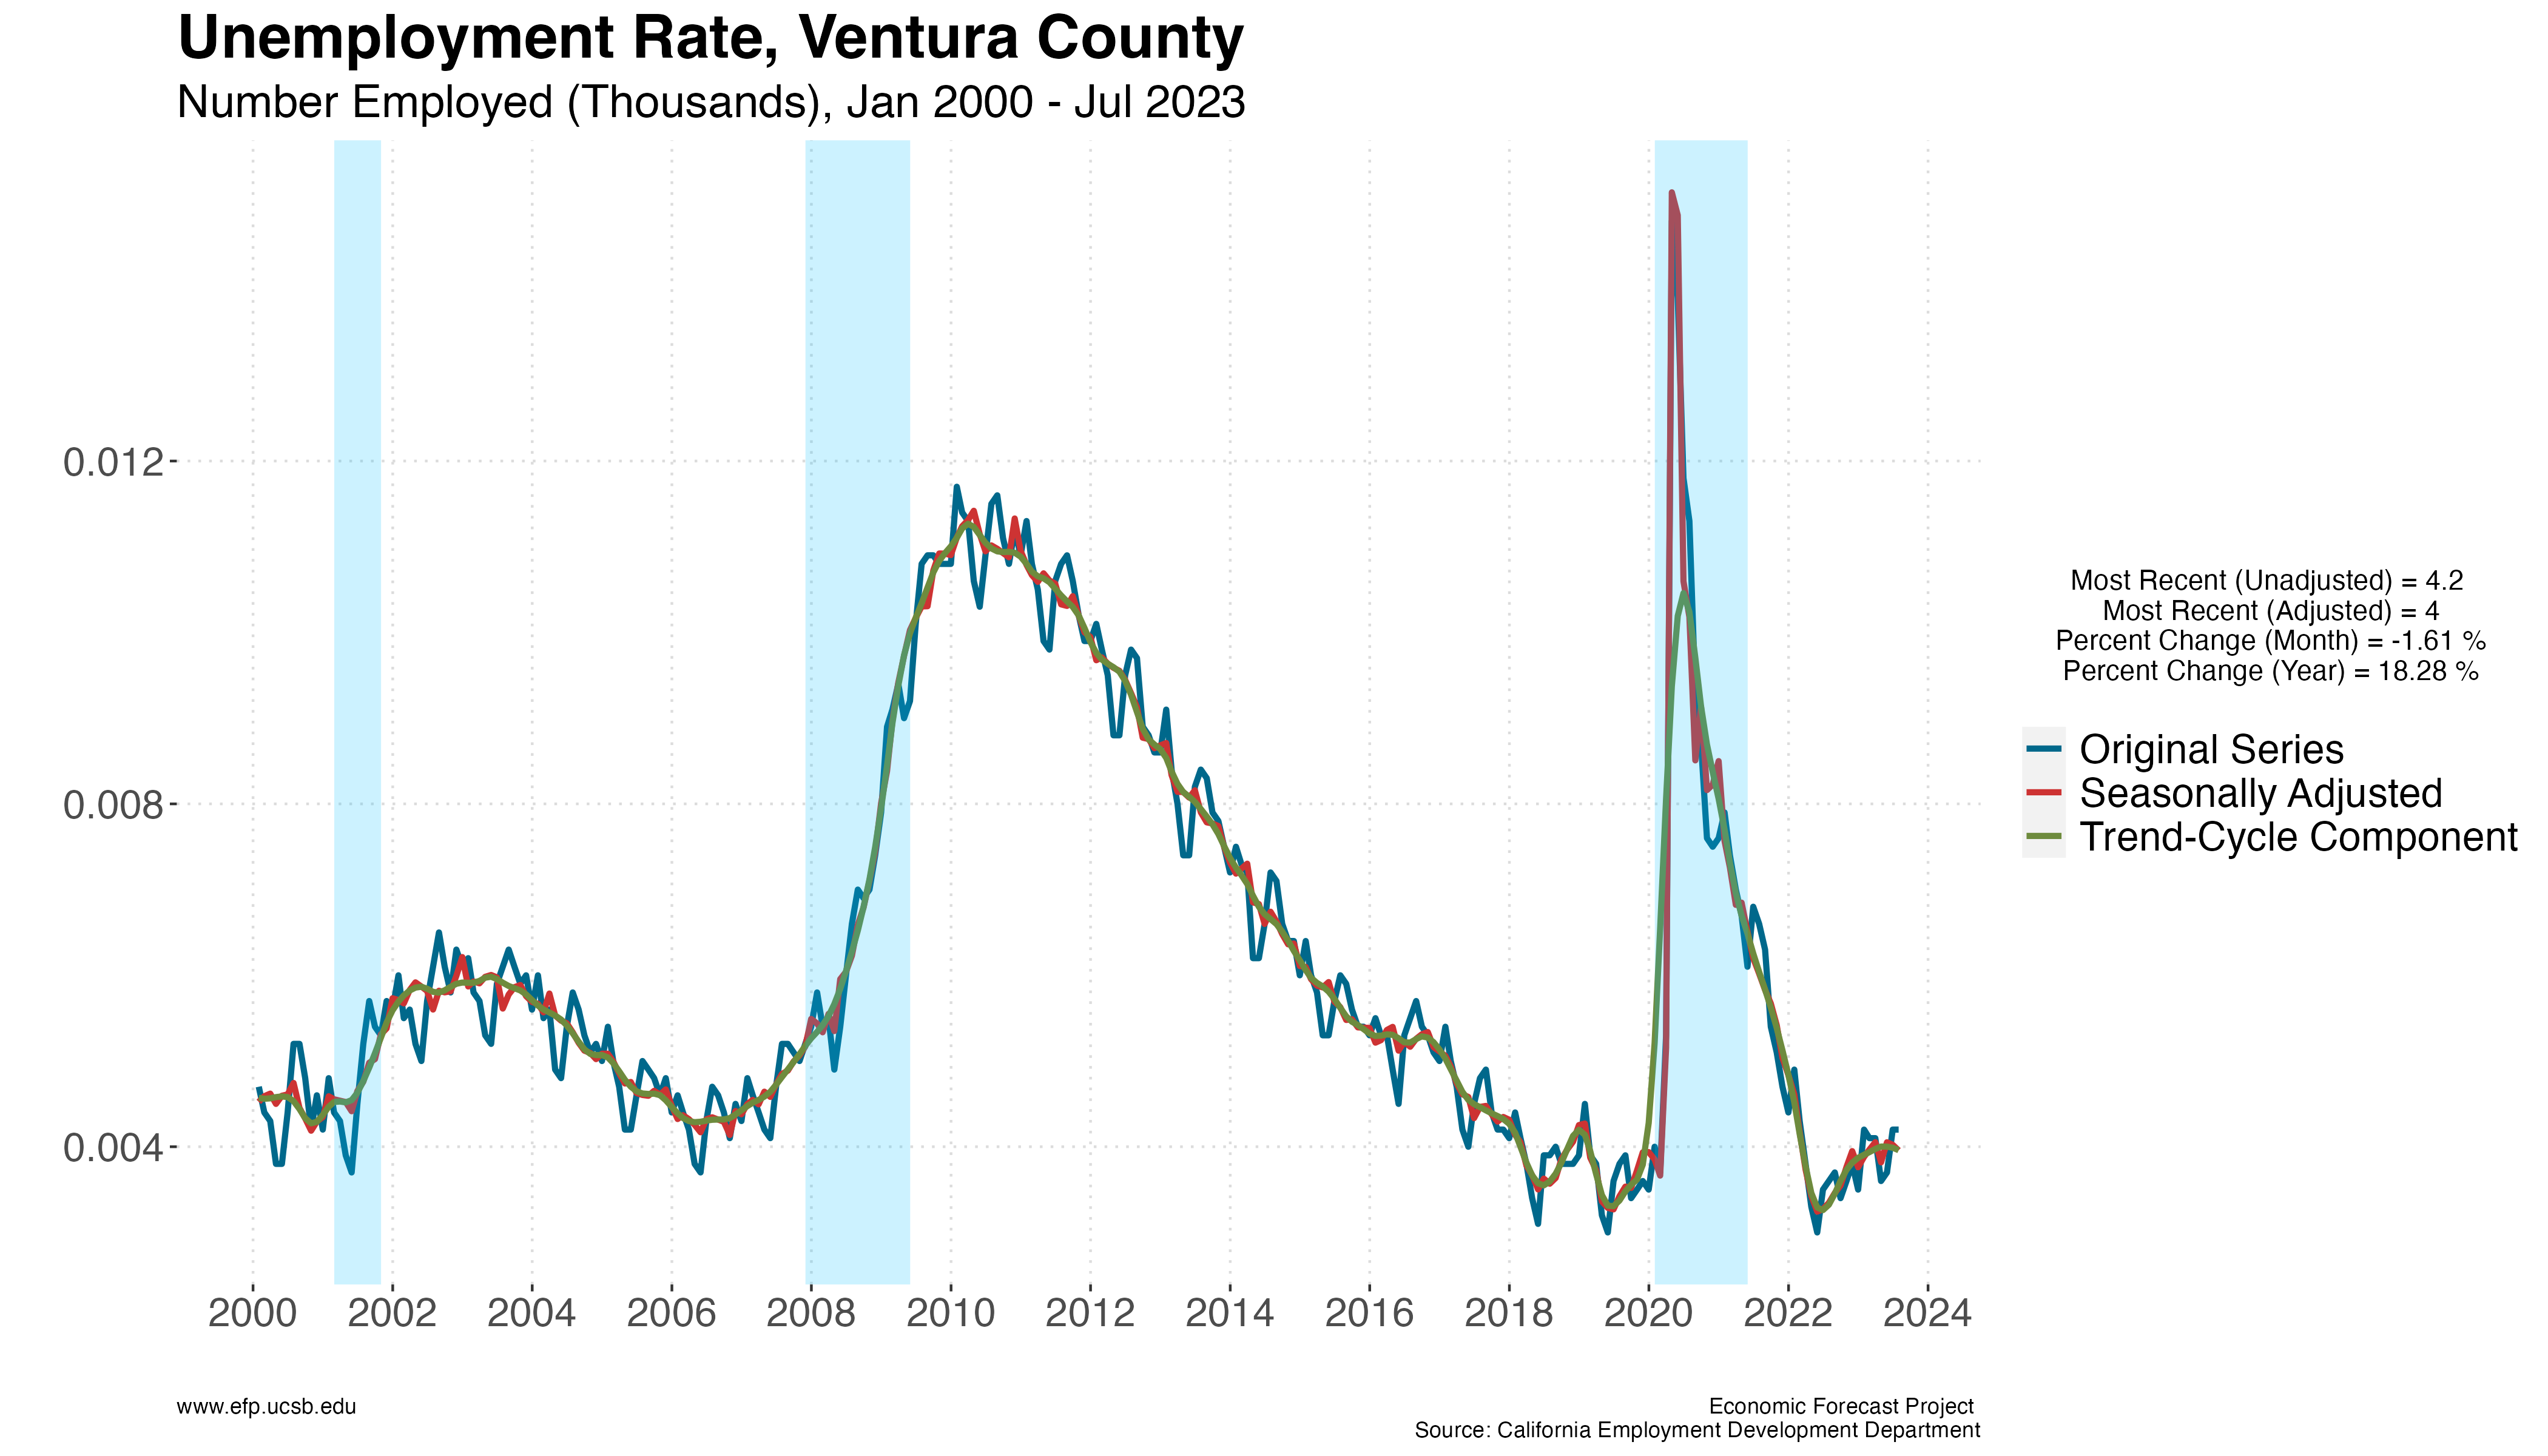 Unemployment Rate, Ventura County
Number Employed (Thousands), Jan 2000 - Jul 2023
0.012
0.008
0.004
2000 2002 2004 2006 2008 2010 2012 2014 2016 2018 2020 2022 2024
Most Recent (Unadjusted) = 4.2
Most Recent (Adjusted) = 4
Percent Change (Month) = -1.61 %
Percent Change (Year) = 18.28 %
Original Series
Seasonally Adjusted
Trend-Cycle Component
www.efp.ucsb.edu
Economic Forecast Project
Source: California Employment Development Department